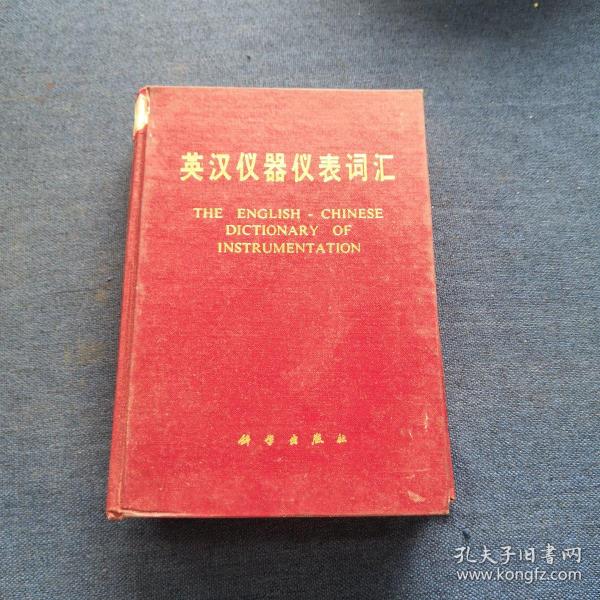 英汉仪器仪表词汇
THE ENGLISH - CHINESE
DICTIONARY OF
INSTRUMENTATION
科学出版社
孔夫子旧书网
www.kongfz.com